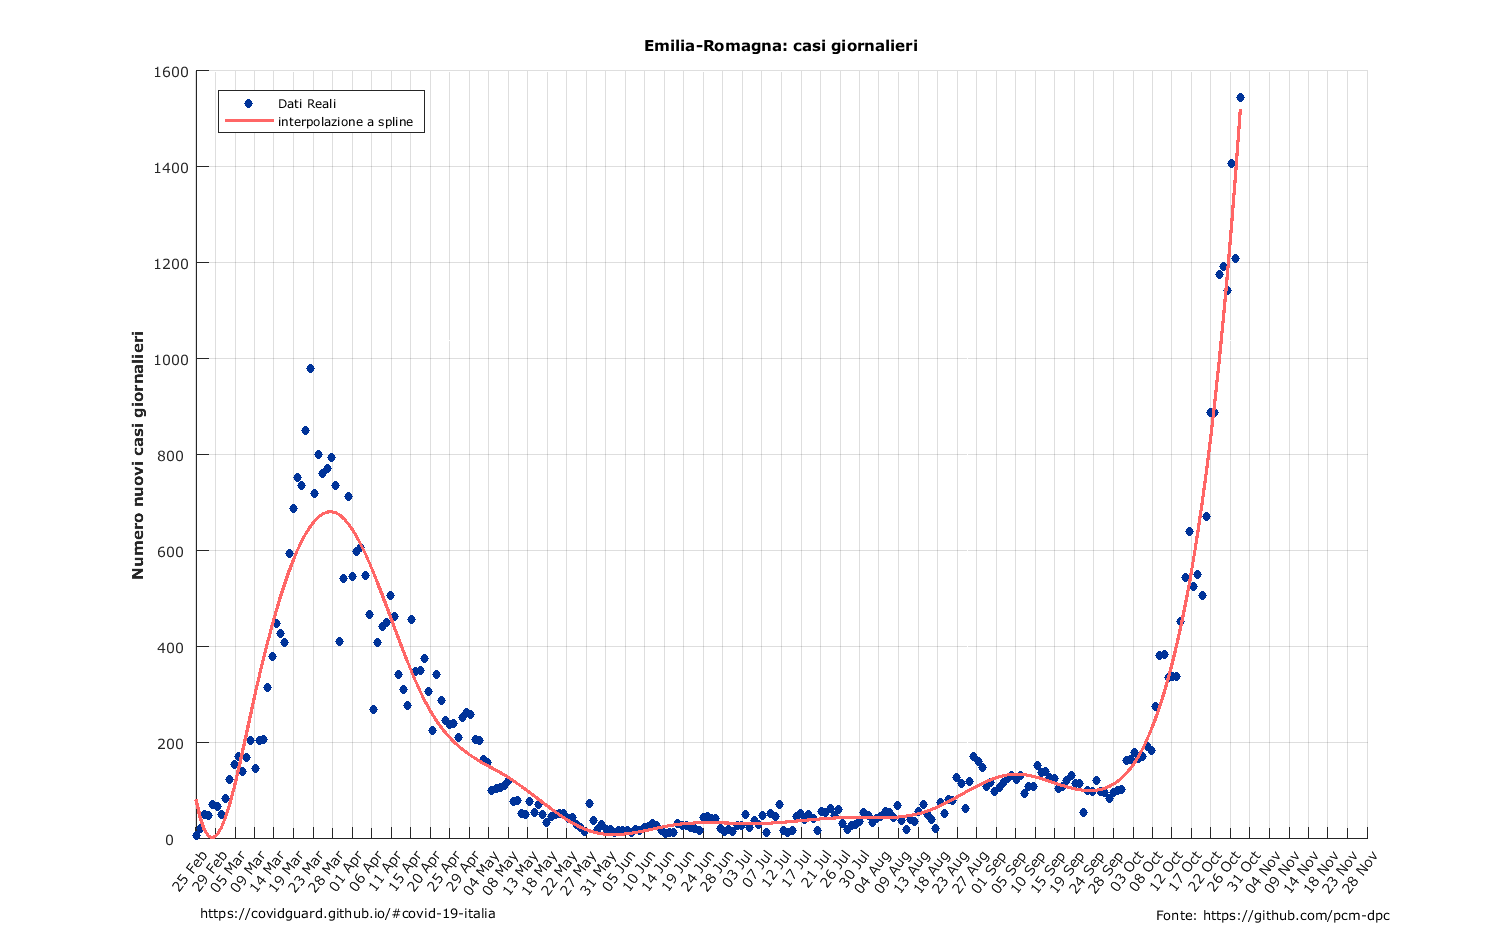 Emilia-Romagna: casi giornalieri
1600
1400
1200
1000
800
600
400
200
0
Numero nuovi casi giornalieri
Dati Reali
interpolazione a spline
25 Feb
29 Feb
05 Mar
09 Mar
14 Mar
19 Mar
23 Mar
28 Mar
01 Apr
06 Apr
11 Apr
15 Apr
20 Apr
25 Apr
29 Apr
04 May
08 May
13 May
18 May
22 May
27 May
31 May
05 Jun
10 Jun
14 Jun
19 Jun
24 Jun
28 Jun
03 Jul
07 Jul
12 Jul
17 Jul
21 Jul
26 Jul
30 Jul
04 Aug
09 Aug
13 Aug
18 Aug
23 Aug
27 Aug
01 Sep
05 Sep
10 Sep
15 Sep
19 Sep
24 Sep
28 Sep
03 Oct
08 Oct
12 Oct
17 Oct
22 Oct
26 Oct
31 Oct
04 Nov
09 Nov
14 Nov
18 Nov
23 Nov
28 Nov
https://covidguard.github.io/#covid-19-italia
Fonte: https://github.com/pcm-dpc